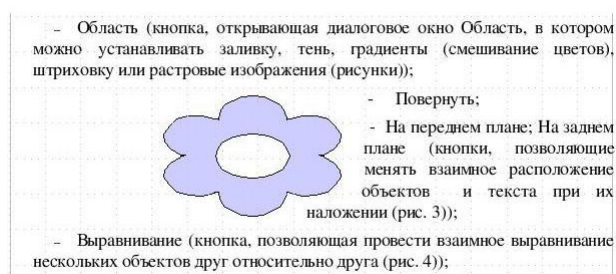 – Область (кнопка, открывающая диалоговое окно Область, в котором
можно устанавливать заливку, тень, градиенты (смешивание цветов),
штриховку или растровые изображения (рисунки));
- Повернуть;
- На переднем плане; На заднем
плане (кнопки, позволяющие
менять взаимное расположение
объектов и текста при их
наложении (рис. 3));
– Выравнивание (кнопка, позволяющая провести взаимное выравнивание
нескольких объектов друг относительно друга (рис. 4));